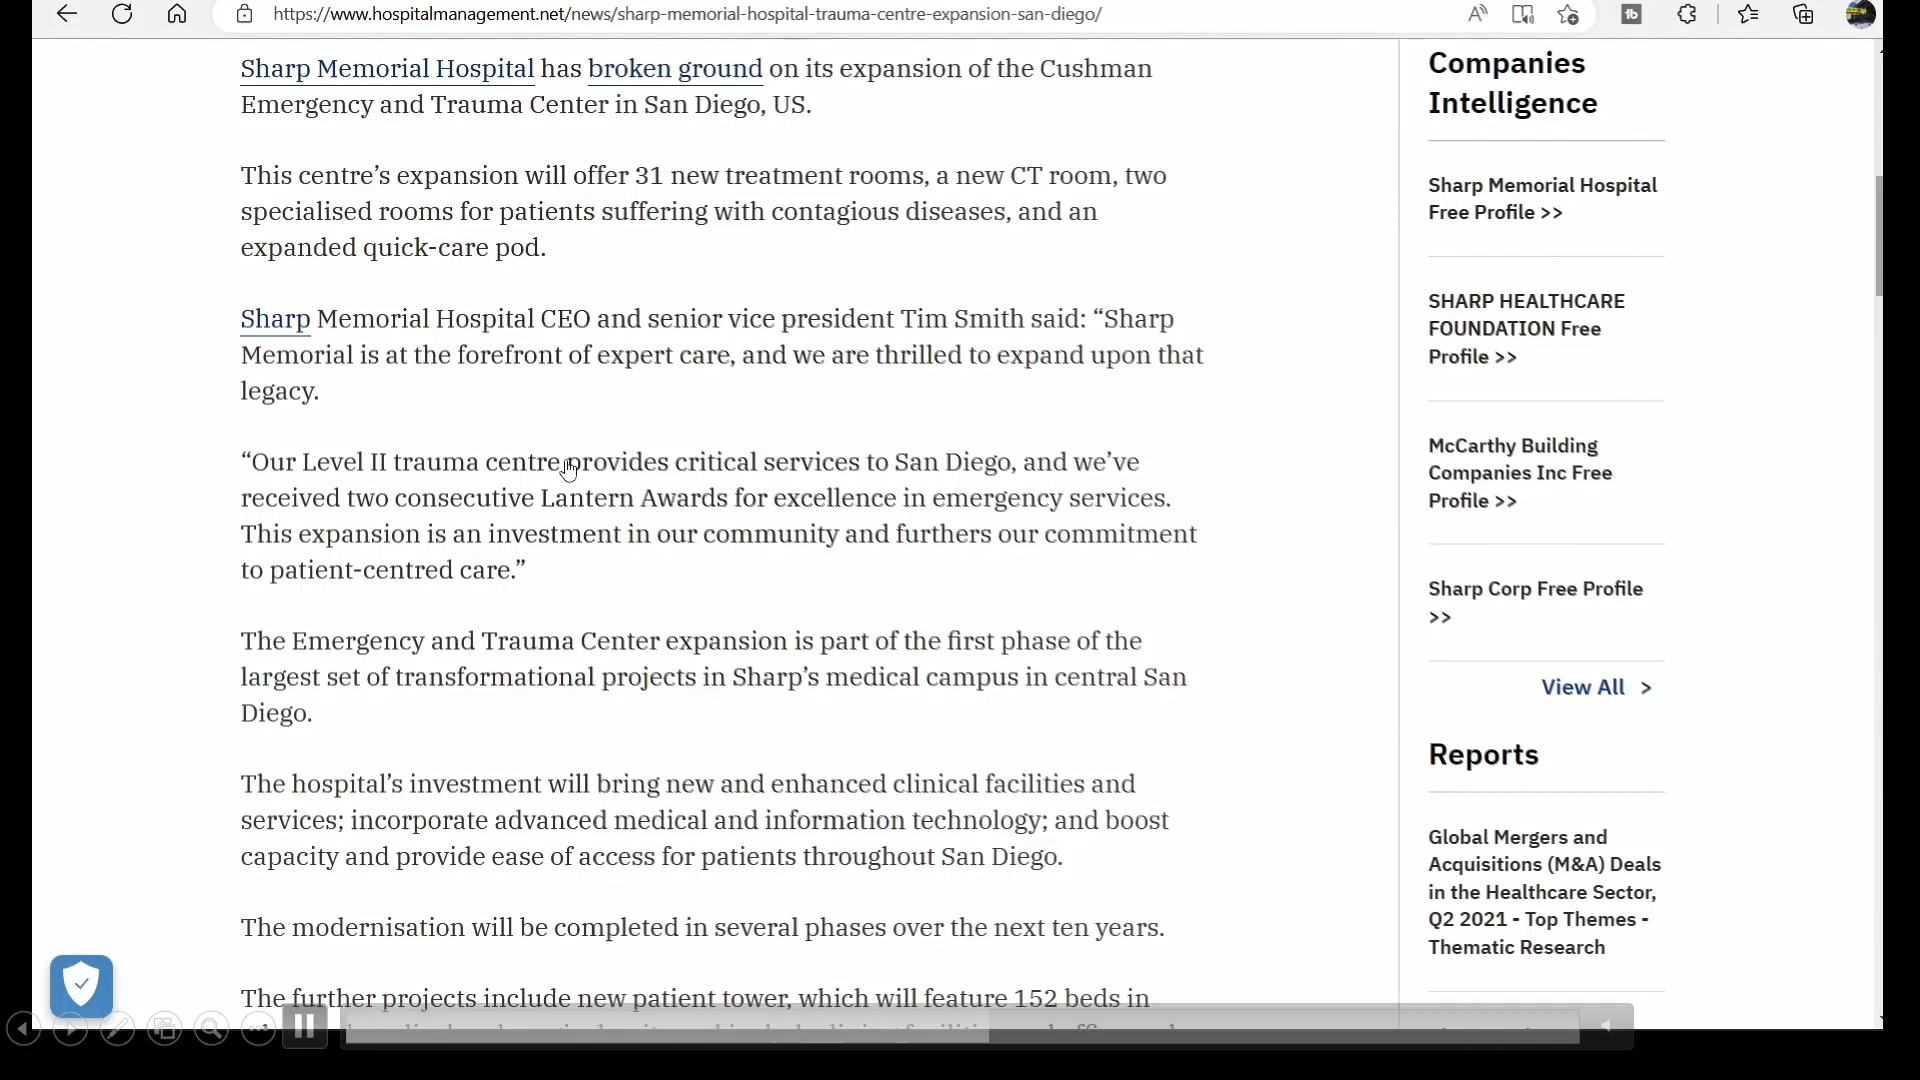 https://www.hospitalmanagement.net/news/sharp-memorial-hospital-trauma-centre-expansion-san-diego/
Sharp Memorial Hospital has broken ground on its expansion of the Cushman
Emergency and Trauma Center in San Diego, US.
This centre’s expansion will offer 31 new treatment rooms, a new CT room, two
specialised rooms for patients suffering with contagious diseases, and an
expanded quick-care pod.
Sharp Memorial Hospital CEO and senior vice president Tim Smith said: “Sharp
Memorial is at the forefront of expert care, and we are thrilled to expand upon that
legacy.
“Our Level II trauma centre provides critical services to San Diego, and we’ve
received two consecutive Lantern Awards for excellence in emergency services.
This expansion is an investment in our community and furthers our commitment
to patient-centred care.”
The Emergency and Trauma Center expansion is part of the first phase of the
largest set of transformational projects in Sharp’s medical campus in central San
Diego.
The hospital’s investment will bring new and enhanced clinical facilities and
services; incorporate advanced medical and information technology; and boost
capacity and provide ease of access for patients throughout San Diego.
The modernisation will be completed in several phases over the next ten years.
The further projects include new patient tower, which will feature 152 beds in
Companies
Intelligence
Sharp Memorial Hospital
Free Profile >>
SHARP HEALTHCARE
FOUNDATION Free
Profile >>
McCarthy Building
Companies Inc Free
Profile >>
Sharp Corp Free Profile
>>
View All >
Reports
Global Mergers and
Acquisitions (M&A) Deals
in the Healthcare Sector,
Q2 2021 - Top Themes -
Thematic Research